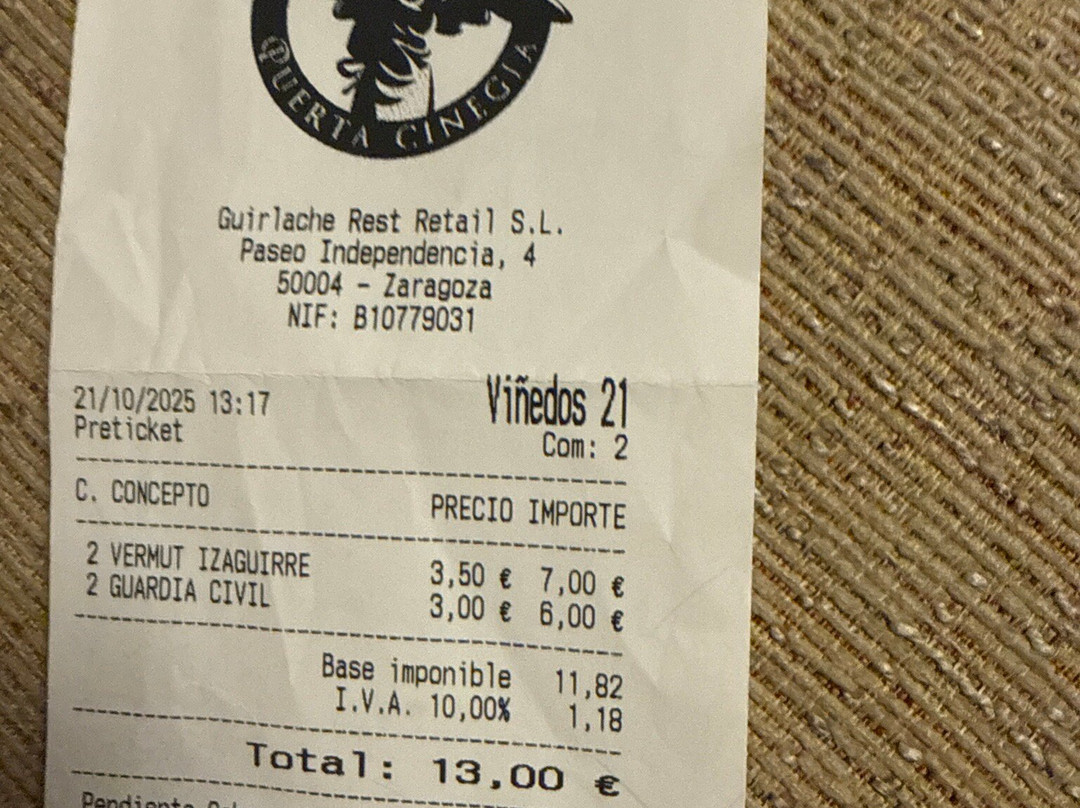 PUERTA CINEGIA
Guirlache Rest Retail S.L.
Paseo Independencia, 4
50004 - Zaragoza
NIF: B10779031
21/10/2025 13:17 Viñedos 21
Preticket Com: 2
C. CONCEPTO PRECIO IMPORTE
2 VERMUT IZAGUIRRE 3,50 € 7,00 €
2 GUARDIA CIVIL 3,00 € 6,00 €
Base imponible 11,82
I.V.A. 10,00% 1,18
Total: 13,00 €
Pendiente